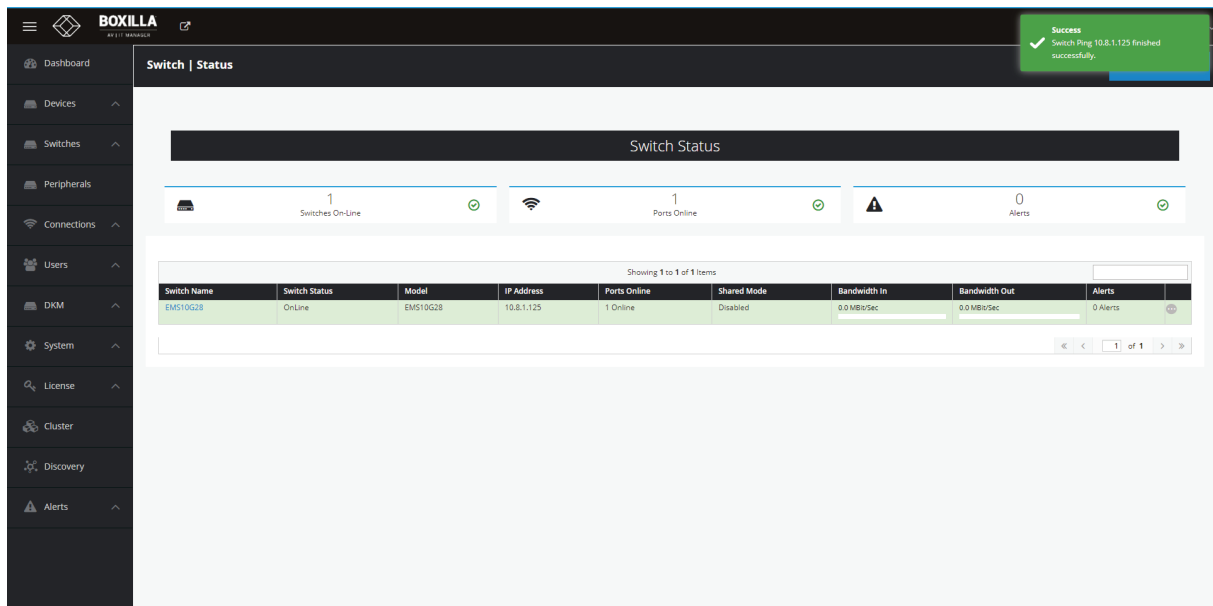 BOXILLA
AV | IT MANAGER
Success
Switch Ping 10.8.1.125 finished
successfully.
Dashboard
Devices
Switches
Peripherals
Connections
Users
DKM
System
License
Cluster
Discovery
Alerts
Switch | Status
Switch Status
1
Switches On-Line
1
Ports Online
0
Alerts
Showing 1 to 1 of 1 Items
Switch Name Switch Status Model IP Address Ports Online Shared Mode Bandwidth In Bandwidth Out Alerts
EMS10G28 OnLine EMS10G28 10.8.1.125 1 Online Disabled 0.0 MBit/Sec 0.0 MBit/Sec 0 Alerts
« < 1 of 1 > »